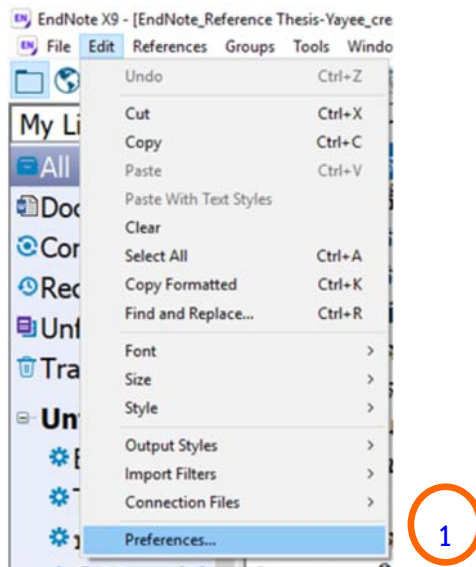 EndNote X9 - [EndNote_Reference Thesis-Yayee_cre
File Edit References Groups Tools Windo
My Li
All
Undo Ctrl+Z
Cut Ctrl+X
Copy Ctrl+C
Paste Ctrl+V
Paste With Text Styles
Clear
Select All Ctrl+A
Copy Formatted Ctrl+K
Find and Replace... Ctrl+R
Font
Size
Style
Output Styles
Import Filters
Connection Files
Preferences...
Doc
Cor
Rec
Unf
Tra
1